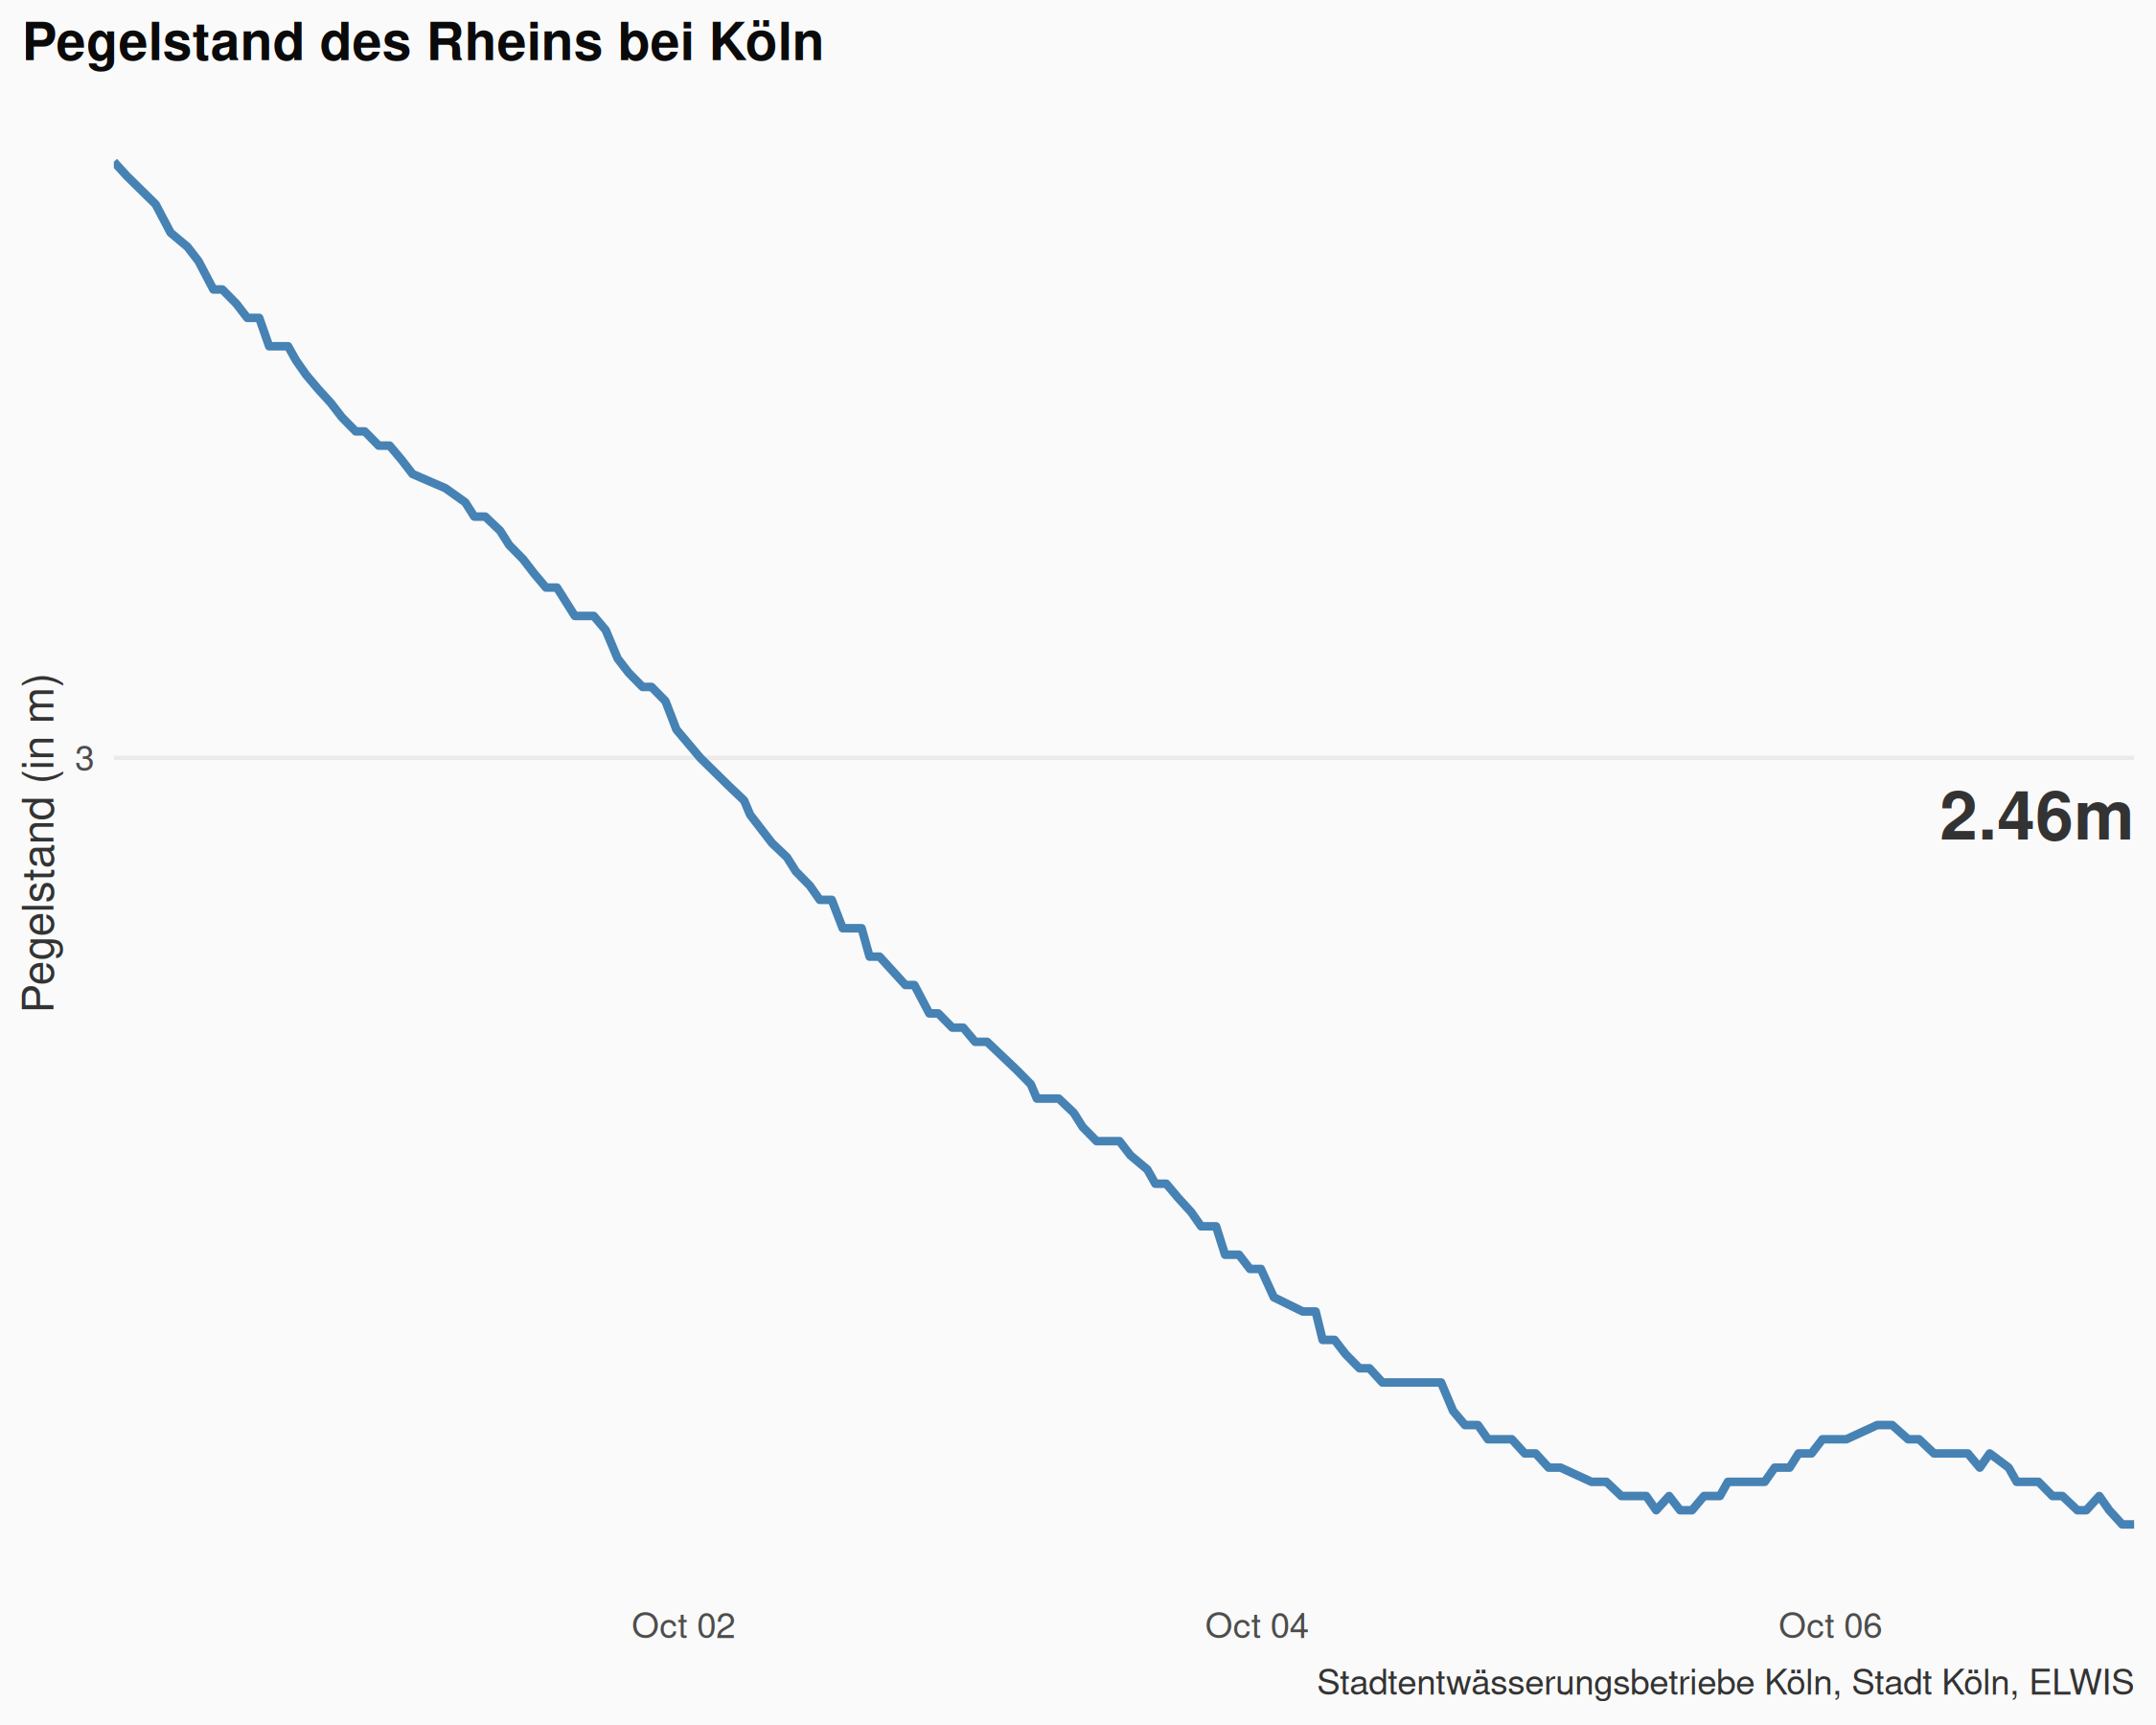 Pegelstand des Rheins bei Köln
Pegelstand (in m)
3
2.46m
Oct 02
Oct 04
Oct 06
Stadtentwässerungsbetriebe Köln, Stadt Köln, ELWIS